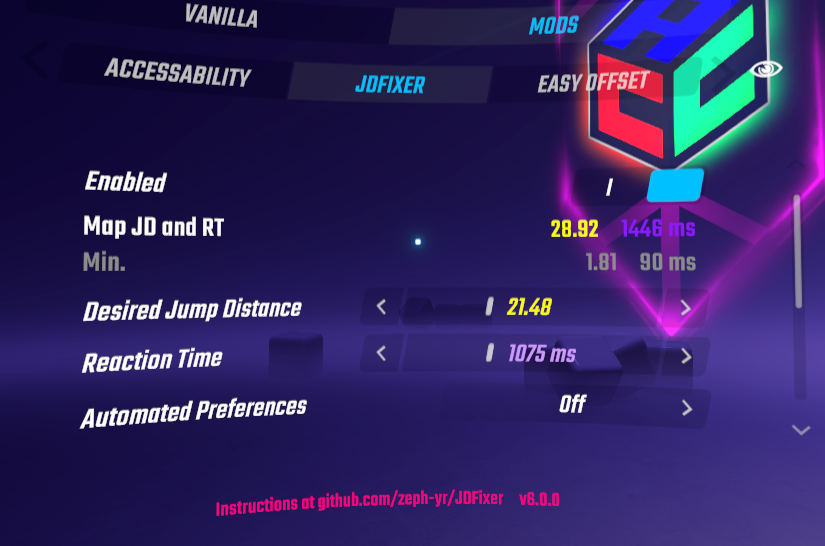 VANILLA MODS
ACCESSABILITY JDFIXER EASY OFFSET
Enabled I
Map JD and RT 28.92 1446 ms
Min. 1.81 90 ms
Desired Jump Distance < 21.48 >
Reaction Time < 1075 ms >
Automated Preferences Off >
Instructions at github.com/zeph-yr/JDFixer v6.0.0